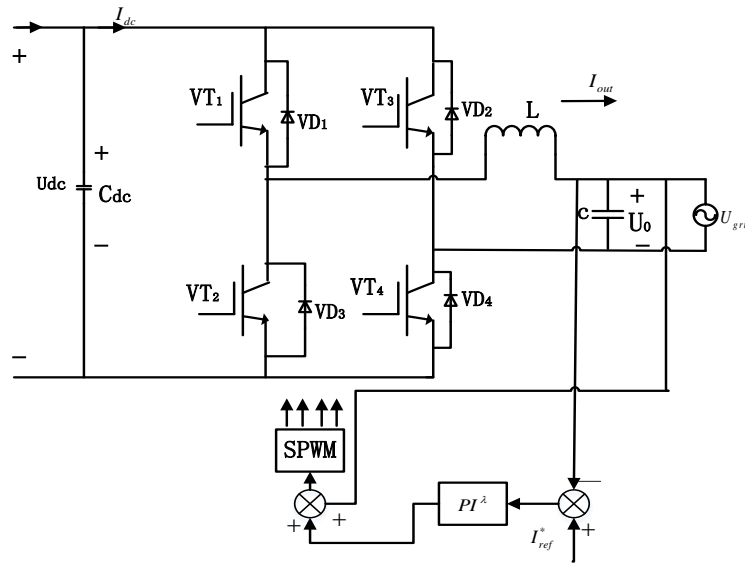 I_dc
+
VT1
VD1
VT3
VD2
L
I_out
Udc
+
Cdc
−
c
+
U0
−
U_gri
VT2
VD3
VT4
VD4
−
SPWM
+
+
PI^λ
−
I*_ref
+